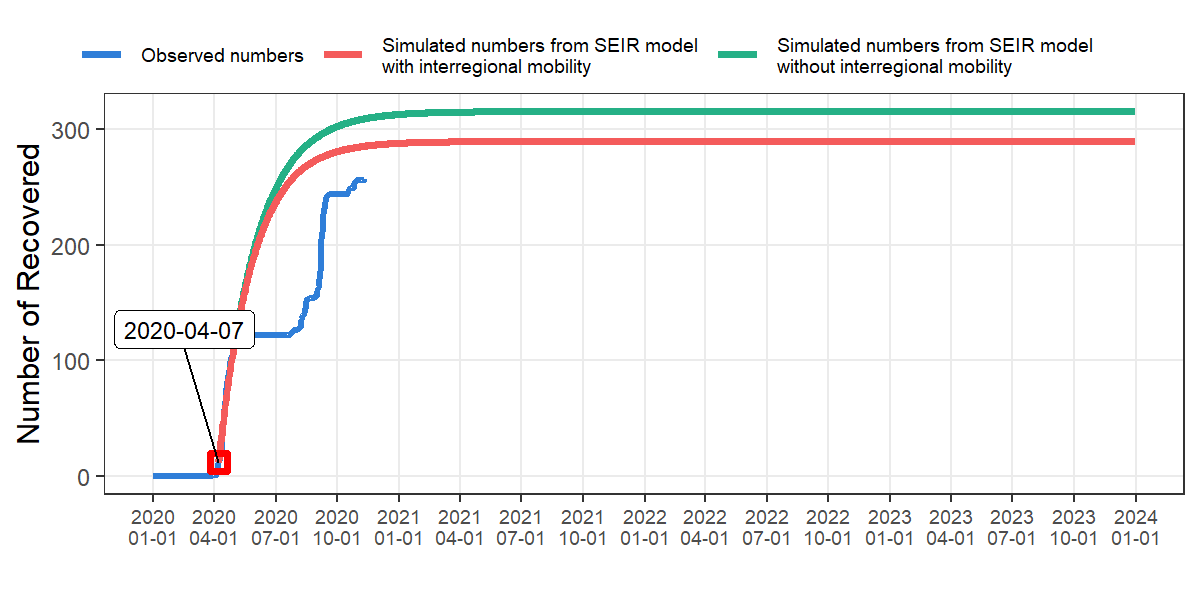 Observed numbers
Simulated numbers from SEIR model
with interregional mobility
Simulated numbers from SEIR model
without interregional mobility
Number of Recovered
300
200
100
0
2020-04-07
2020 2020 2020 2020 2021 2021 2021 2021 2022 2022 2022 2022 2023 2023 2023 2023 2024
01-01 04-01 07-01 10-01 01-01 04-01 07-01 10-01 01-01 04-01 07-01 10-01 01-01 04-01 07-01 10-01 01-01